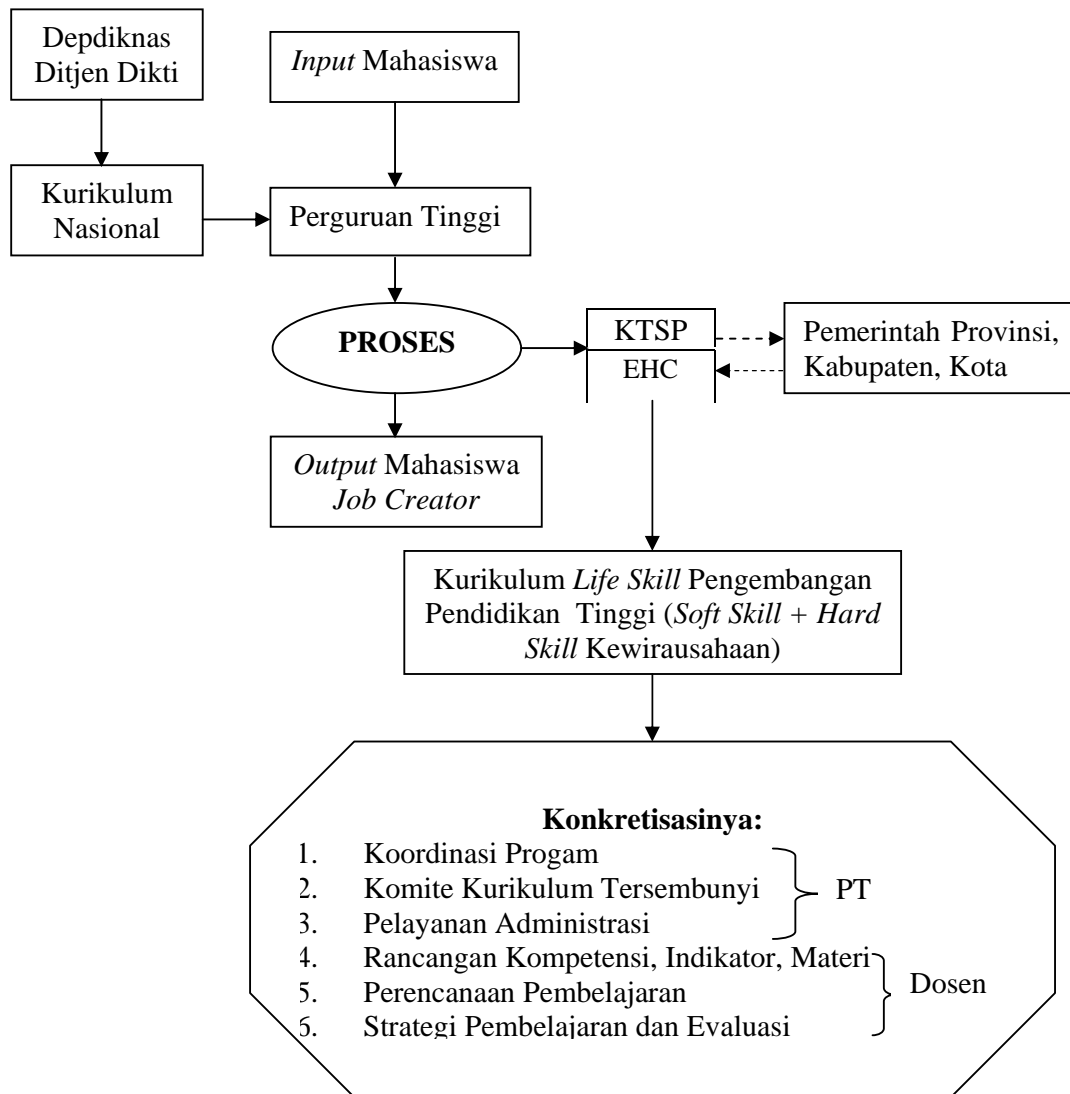 Depdiknas
Ditjen Dikti
Input Mahasiswa
Kurikulum
Nasional
Perguruan Tinggi
PROSES
KTSP
EHC
Pemerintah Provinsi,
Kabupaten, Kota
Output Mahasiswa
Job Creator
Kurikulum Life Skill Pengembangan
Pendidikan Tinggi (Soft Skill + Hard
Skill Kewirausahaan)
Konkretisasinya:
1. Koordinasi Progam
2. Komite Kurikulum Tersembunyi
3. Pelayanan Administrasi
PT
4. Rancangan Kompetensi, Indikator, Materi
5. Perencanaan Pembelajaran
6. Strategi Pembelajaran dan Evaluasi
Dosen